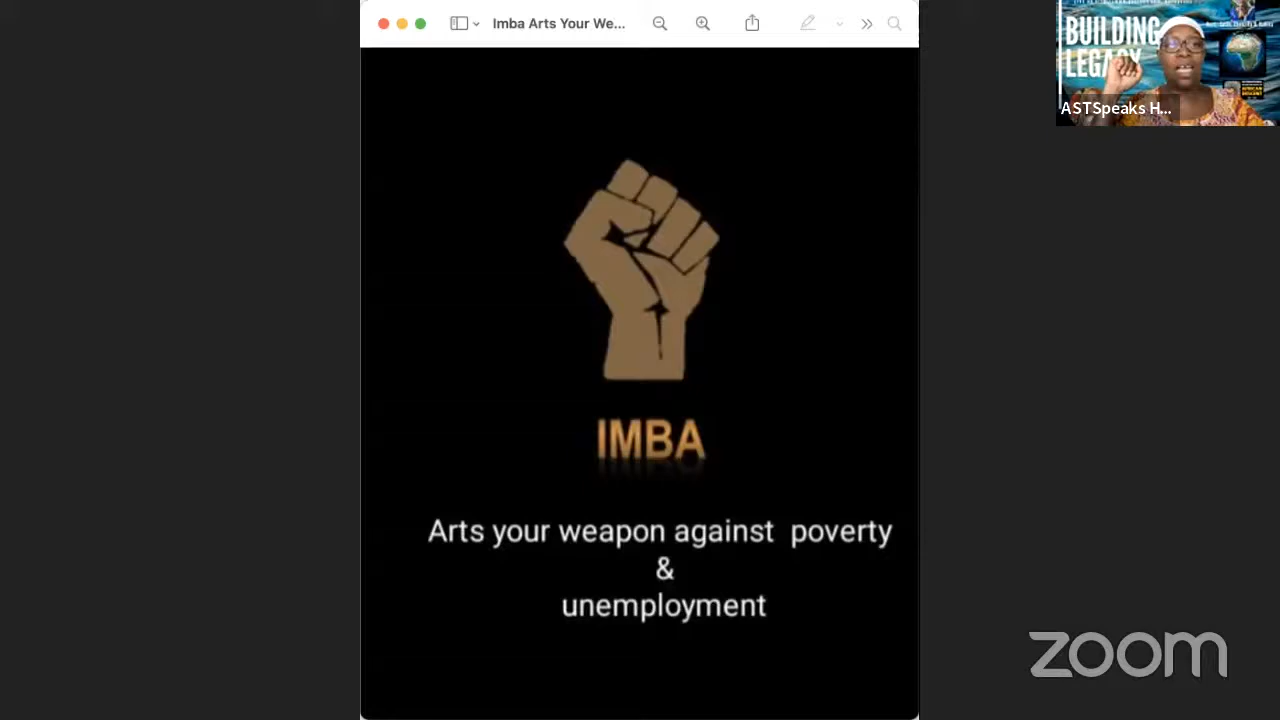 Imba Arts Your We...
BUILDING
LEGACY
ASTSpeaks H...
IMBA
Arts your weapon against poverty
&
unemployment
zoom